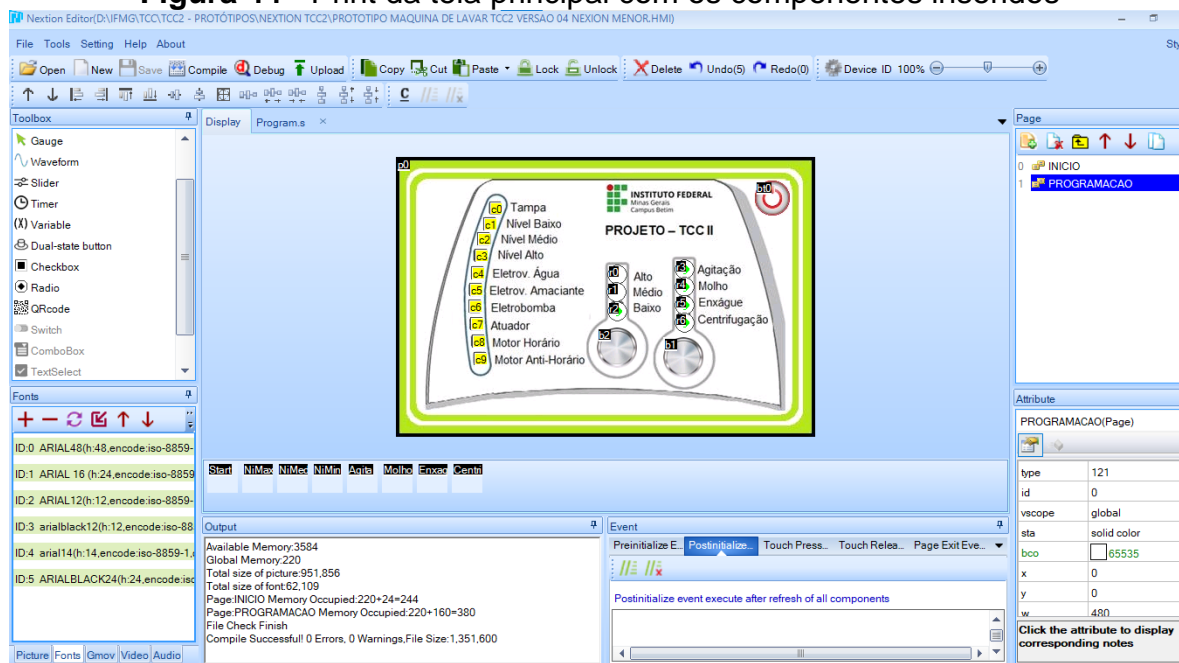 Figura 44 - Print da tela principal com os componentes inseridos
Nextion Editor(D:\IFMG\TCC\TCC2 - PROTÓTIPOS\NEXTION TCC2\PROTOTIPO MAQUINA DE LAVAR TCC2 VERSAO 04 NEXION MENOR.HMI)
File Tools Setting Help About
Sty
Open New Save Compile Debug Upload Copy Cut Paste Lock Unlock Delete Undo(5) Redo(0) Device ID 100%
Toolbox
Gauge
Waveform
Slider
Timer
(X) Variable
Dual-state button
Checkbox
Radio
QRcode
Switch
ComboBox
TextSelect
Fonts
ID:0 ARIAL48(h:48,encode:iso-8859-
ID:1 ARIAL 16 (h:24,encode:iso-8859
ID:2 ARIAL12(h:12,encode:iso-8859-
ID:3 arialblack12(h:12,encode:iso-88
ID:4 arial14(h:14,encode:iso-8859-1,
ID:5 ARIALBLACK24(h:24,encode:iso
Picture Fonts Gmov Video Audio
Display Program.s
p0
c0 Tampa
c1 Nível Baixo
c2 Nível Médio
c3 Nível Alto
c4 Eletrov. Água
c5 Eletrov. Amaciante
c6 Eletrobomba
c7 Atuador
c8 Motor Horário
c9 Motor Anti-Horário
INSTITUTO FEDERAL
Minas Gerais
Campus Betim
bt0
PROJETO – TCC II
r0 Alto
r1 Médio
r2 Baixo
b2
r3 Agitação
r4 Molho
r5 Enxágue
r6 Centrifugação
b1
Start NiMax NiMed NiMin Agita Molho Enxag Centri
Output
Available Memory:3584
Global Memory:220
Total size of picture:951,856
Total size of font:62,109
Page:INICIO Memory Occupied:220+24=244
Page:PROGRAMACAO Memory Occupied:220+160=380
File Check Finish
Compile Successful! 0 Errors, 0 Warnings,File Size:1,351,600
Event
Preinitialize E... Postinitialize... Touch Press... Touch Relea... Page Exit Eve...
Postinitialize event execute after refresh of all components
Page
0 INICIO
1 PROGRAMACAO
Attribute
PROGRAMACAO(Page)
type 121
id 0
vscope global
sta solid color
bco 65535
x 0
y 0
w 480
Click the attribute to display
corresponding notes